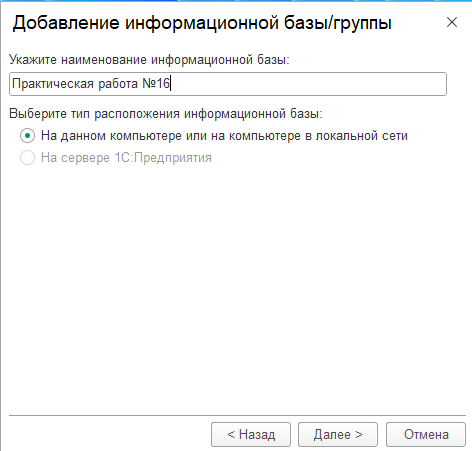 Добавление информационной базы/группы
Укажите наименование информационной базы:
Практическая работа №16
Выберите тип расположения информационной базы:
На данном компьютере или на компьютере в локальной сети
На сервере 1С:Предприятия
< Назад
Далее >
Отмена